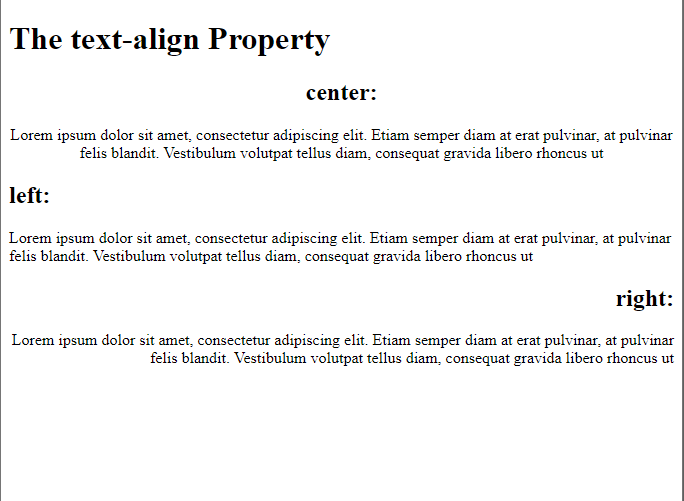 The text-align Property
center:
Lorem ipsum dolor sit amet, consectetur adipiscing elit. Etiam semper diam at erat pulvinar, at pulvinar
felis blandit. Vestibulum volutpat tellus diam, consequat gravida libero rhoncus ut
left:
Lorem ipsum dolor sit amet, consectetur adipiscing elit. Etiam semper diam at erat pulvinar, at pulvinar
felis blandit. Vestibulum volutpat tellus diam, consequat gravida libero rhoncus ut
right:
Lorem ipsum dolor sit amet, consectetur adipiscing elit. Etiam semper diam at erat pulvinar, at pulvinar
felis blandit. Vestibulum volutpat tellus diam, consequat gravida libero rhoncus ut